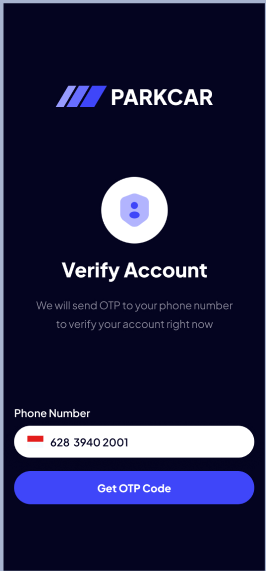 PARKCAR
Verify Account
We will send OTP to your phone number
to verify your account right now
Phone Number
628 3940 2001
Get OTP Code